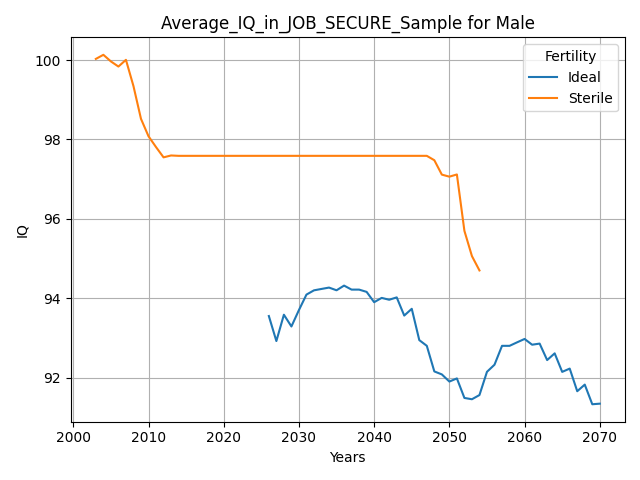 Average_IQ_in_JOB_SECURE_Sample for Male
Fertility
Ideal
Sterile
100
98
96
94
92
IQ
2000 2010 2020 2030 2040 2050 2060 2070
Years